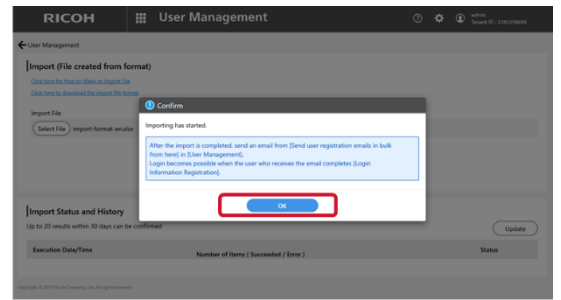 RICOH User Management admin
Tenant ID : 3195358698
User Management
Import (File created from format)
Click here for How to Make an Import File
Click here to download the import file format
Import File
Select File import-format-en.xlsx
Confirm
Importing has started.
After the import is completed, send an email from [Send user registration emails in bulk
from here] in [User Management].
Login becomes possible when the user who receives the email completes [Login
Information Registration].
OK
Import Status and History
Up to 20 results within 30 days can be confirmed
Update
Execution Date/Time Number of Items ( Succeeded / Error ) Status
Copyright © 2019 Ricoh Company, Ltd. All rights reserved.